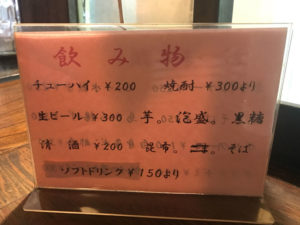 飲み物
チューハイ ¥200 焼酎 ¥300より
生ビール ¥300 芋。泡盛。黒糖
清酒 ¥200 昆布。ごま。そば
ソフトドリンク ¥150より